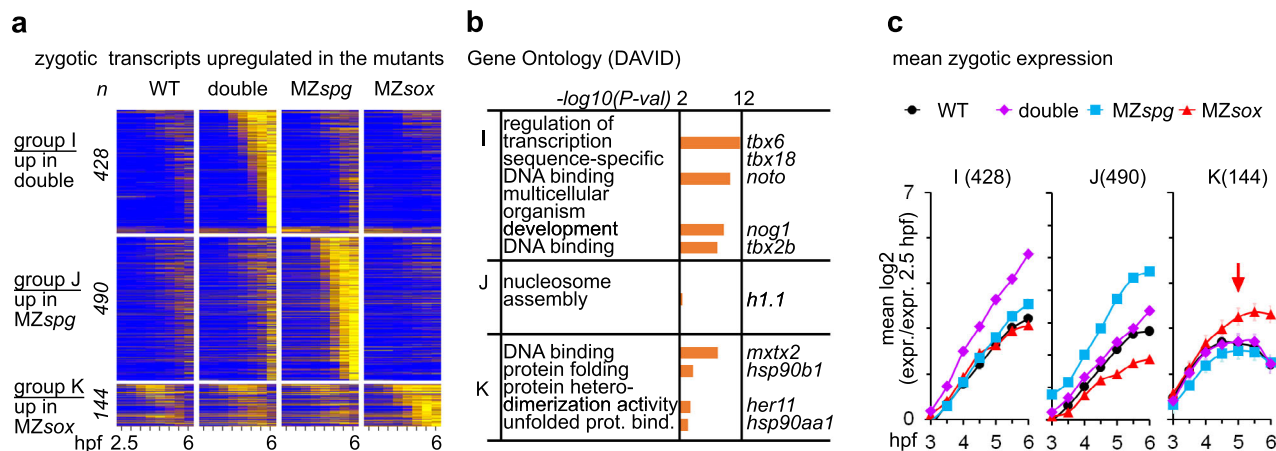 a
zygotic transcripts upregulated in the mutants
n WT double MZspg MZsox
group I
up in
double
428
group J
up in
MZspg
490
group K
up in
MZsox
144
hpf 2.5 6 6 6 6
b
Gene Ontology (DAVID)
-log10(P-val) 2 12
I
regulation of
transcription tbx6
sequence-specific tbx18
DNA binding noto
multicellular
organism
development nog1
DNA binding tbx2b
J
nucleosome
assembly h1.1
K
DNA binding mxtx2
protein folding hsp90b1
protein hetero-
dimerization activity her11
unfolded prot. bind. hsp90aa1
c
mean zygotic expression
WT double MZspg MZsox
I (428) J(490) K(144)
mean log2
(expr./expr. 2.5 hpf)
7
0
hpf 3 4 5 6 3 4 5 6 3 4 5 6